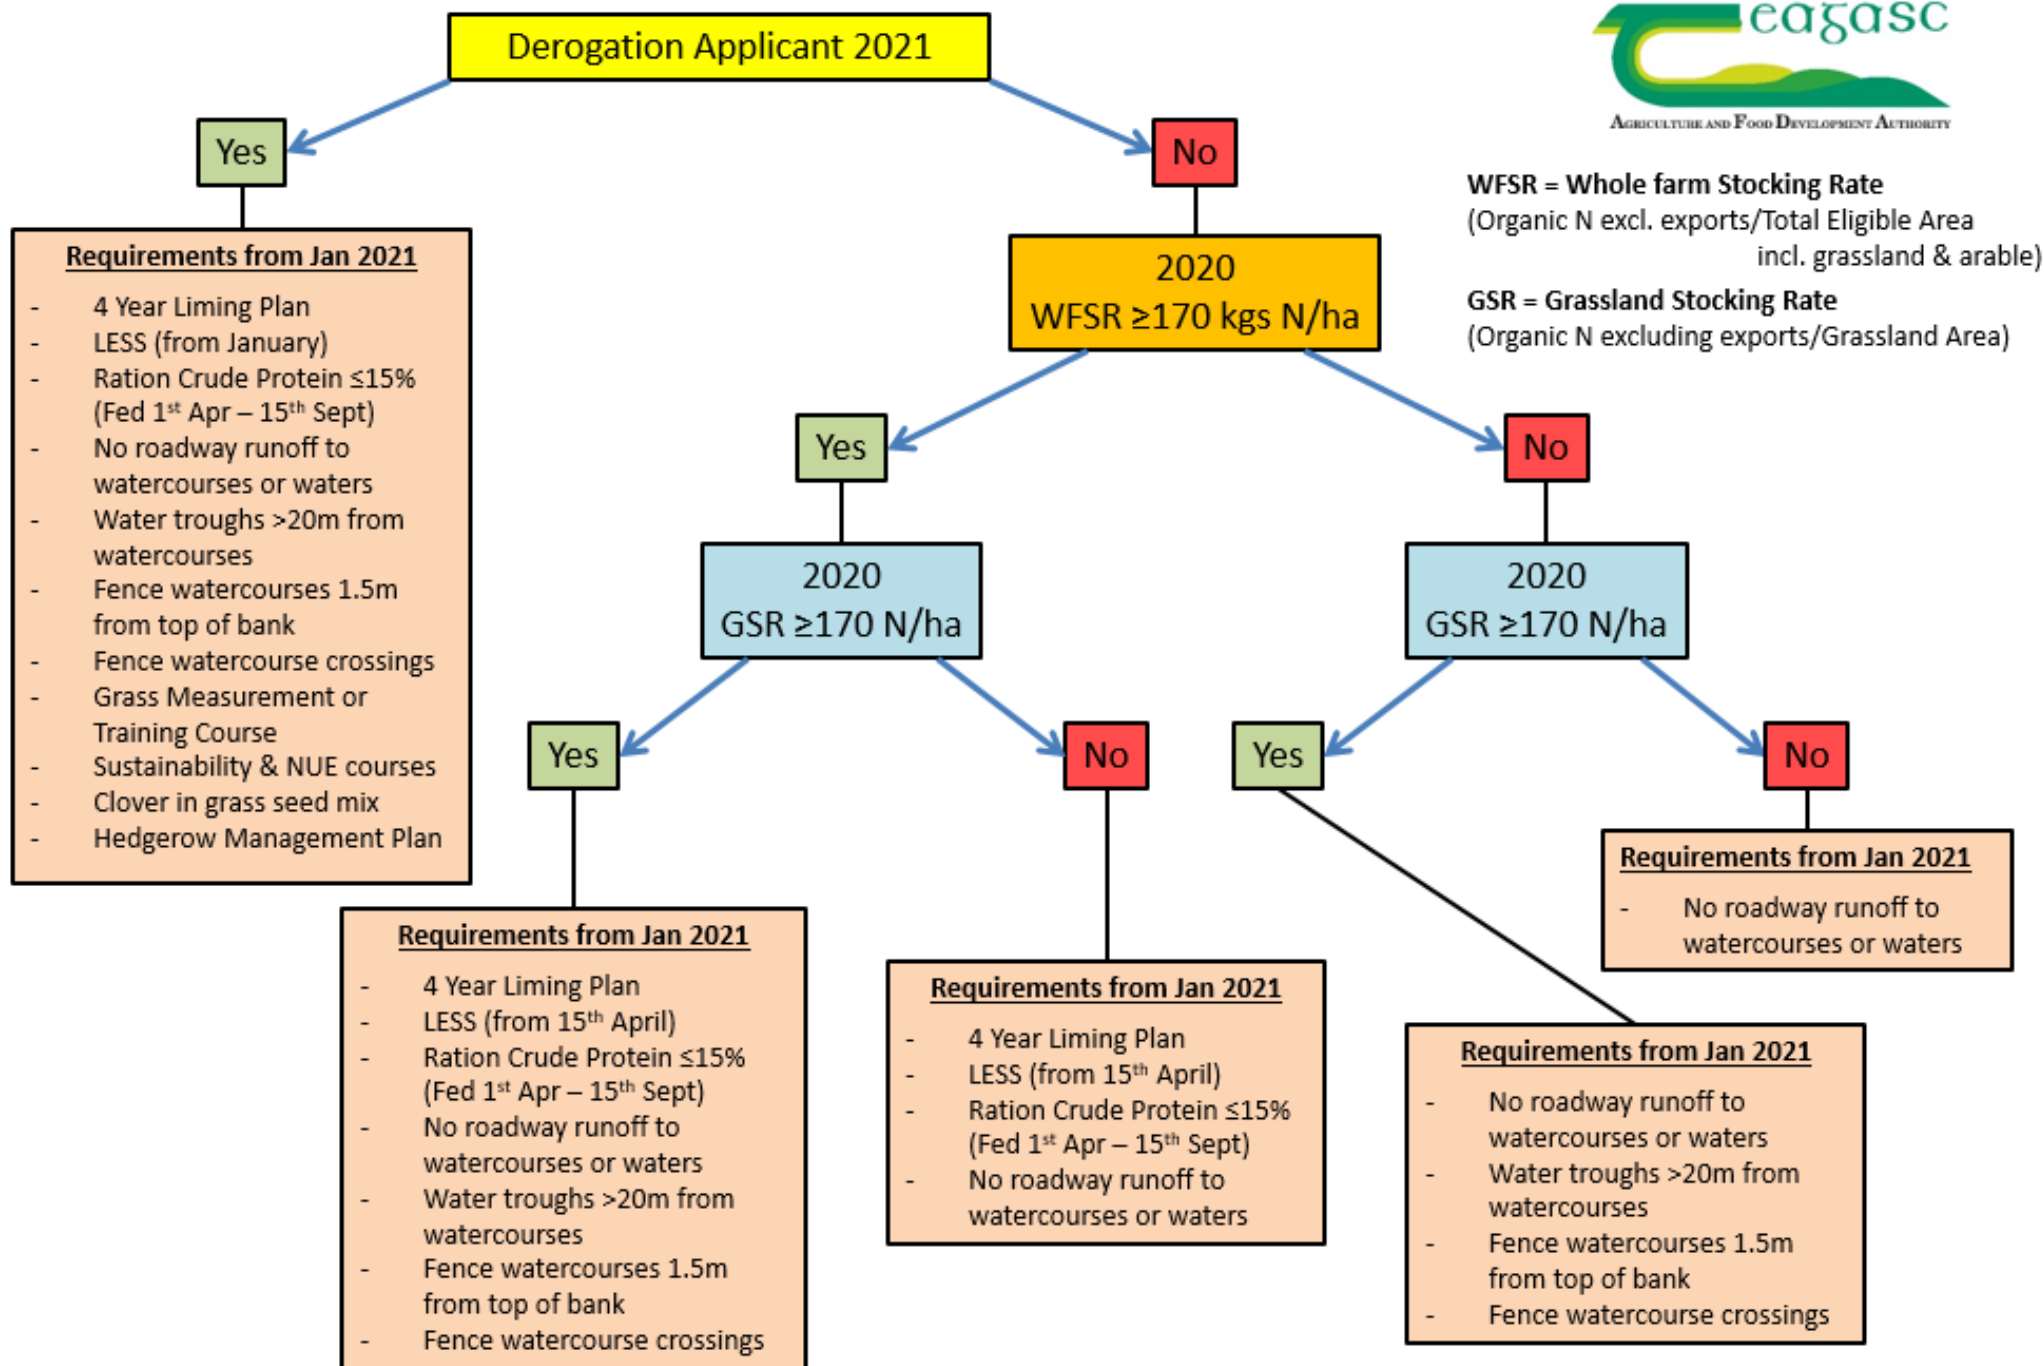 Derogation Applicant 2021
eagasc
AGRICULTURE AND FOOD DEVELOPMENT AUTHORITY
WFSR = Whole farm Stocking Rate
(Organic N excl. exports/Total Eligible Area
incl. grassland & arable)
GSR = Grassland Stocking Rate
(Organic N excluding exports/Grassland Area)
Yes
No
Requirements from Jan 2021
- 4 Year Liming Plan
- LESS (from January)
- Ration Crude Protein ≤15%
(Fed 1st Apr – 15th Sept)
- No roadway runoff to
watercourses or waters
- Water troughs >20m from
watercourses
- Fence watercourses 1.5m
from top of bank
- Fence watercourse crossings
- Grass Measurement or
Training Course
- Sustainability & NUE courses
- Clover in grass seed mix
- Hedgerow Management Plan
2020
WFSR ≥170 kgs N/ha
Yes
No
2020
GSR ≥170 N/ha
2020
GSR ≥170 N/ha
Yes
No
Yes
No
Requirements from Jan 2021
- 4 Year Liming Plan
- LESS (from 15th April)
- Ration Crude Protein ≤15%
(Fed 1st Apr – 15th Sept)
- No roadway runoff to
watercourses or waters
- Water troughs >20m from
watercourses
- Fence watercourses 1.5m
from top of bank
- Fence watercourse crossings
Requirements from Jan 2021
- 4 Year Liming Plan
- LESS (from 15th April)
- Ration Crude Protein ≤15%
(Fed 1st Apr – 15th Sept)
- No roadway runoff to
watercourses or waters
Requirements from Jan 2021
- No roadway runoff to
watercourses or waters
- Water troughs >20m from
watercourses
- Fence watercourses 1.5m
from top of bank
- Fence watercourse crossings
Requirements from Jan 2021
- No roadway runoff to
watercourses or waters